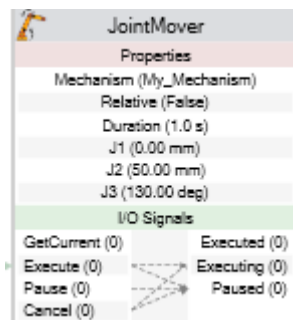 JointMover
Properties
Mechanism (My_Mechanism)
Relative (False)
Duration (1.0 s)
J1 (0.00 mm)
J2 (50.00 mm)
J3 (130.00 deg)
I/O Signals
GetCurrent (0) Executed (0)
Execute (0) Executing (0)
Pause (0) Paused (0)
Cancel (0)